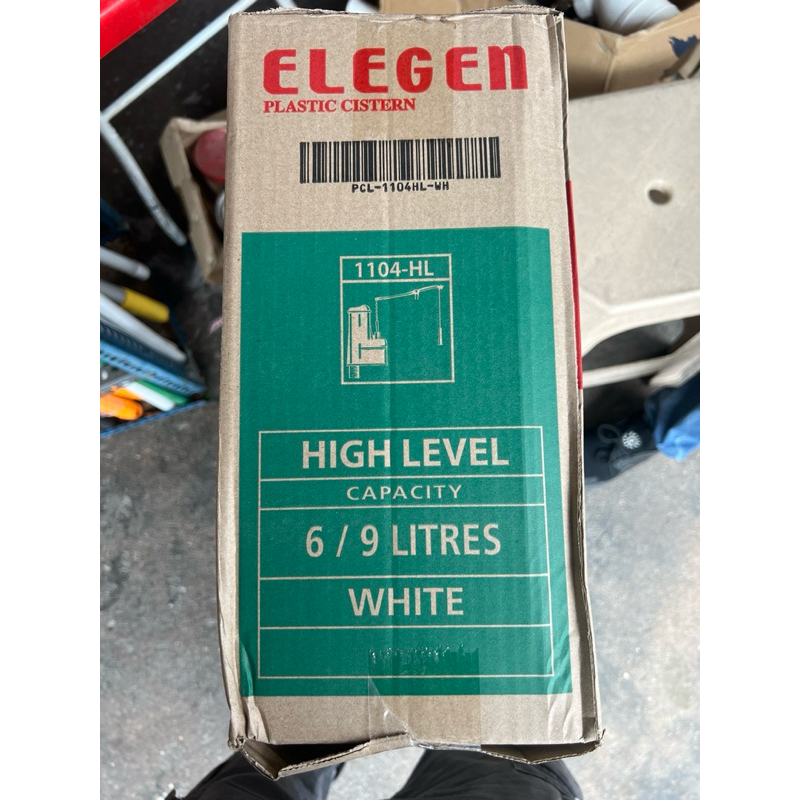 ELEGEN
PLASTIC CISTERN
PCL-1104HL-WH
1104-HL
HIGH LEVEL
CAPACITY
6 / 9 LITRES
WHITE